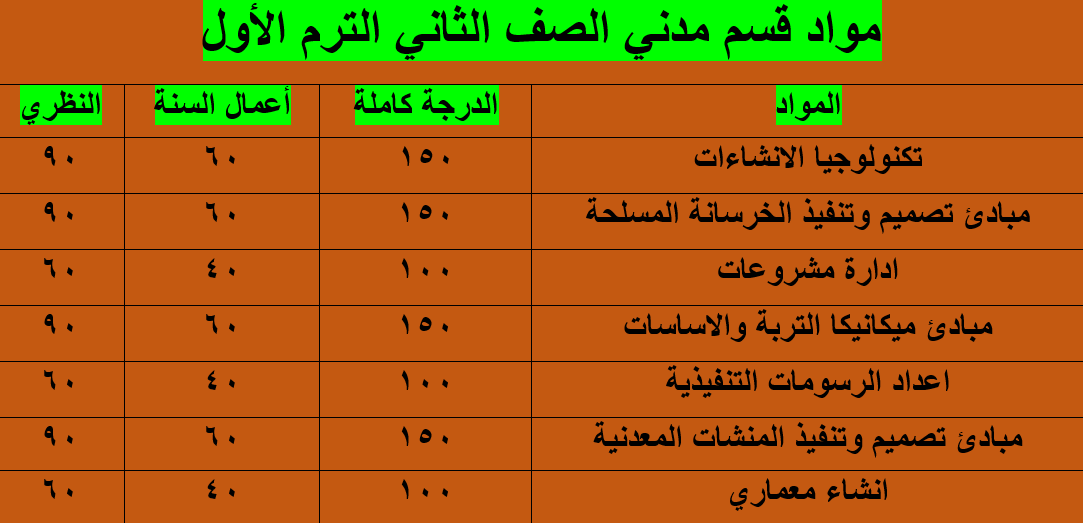 مواد قسم مدني الصف الثاني الترم الأول
المواد الدرجة كاملة أعمال السنة النظري
تكنولوجيا الانشاءات ١٥٠ ٦٠ ٩٠
مبادئ تصميم وتنفيذ الخرسانة المسلحة ١٥٠ ٦٠ ٩٠
ادارة مشروعات ١٠٠ ٤٠ ٦٠
مبادئ ميكانيكا التربة والاساسات ١٥٠ ٦٠ ٩٠
اعداد الرسومات التنفيذية ١٠٠ ٤٠ ٦٠
مبادئ تصميم وتنفيذ المنشات المعدنية ١٥٠ ٦٠ ٩٠
انشاء معماري ١٠٠ ٤٠ ٦٠